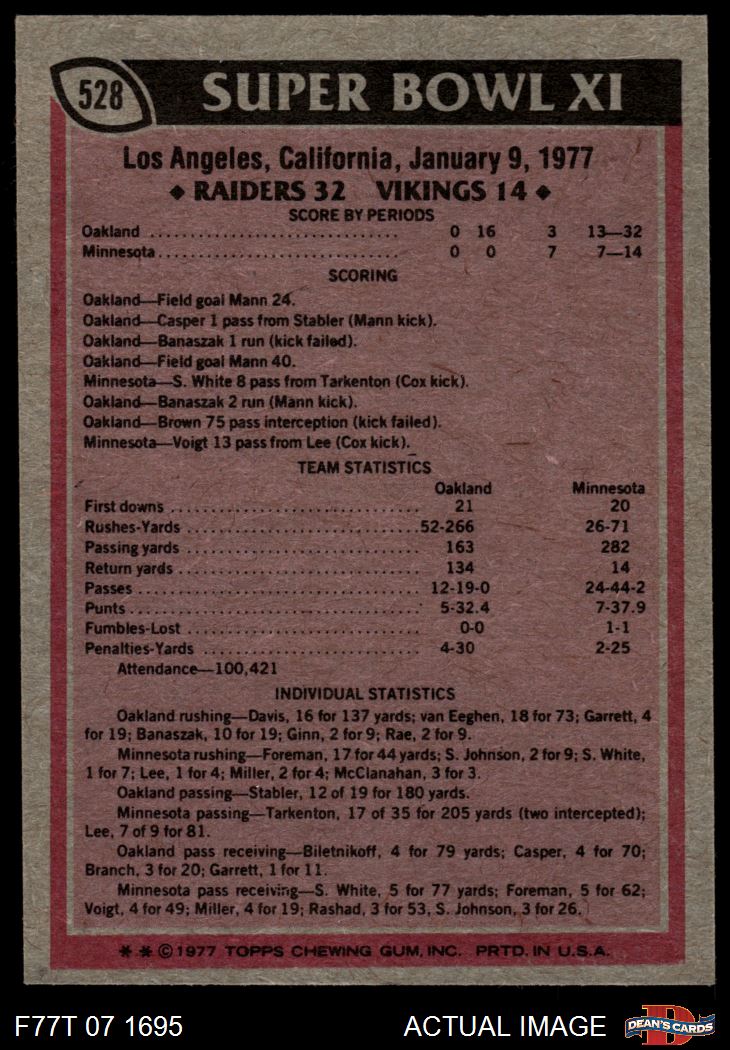 528
SUPER BOWL XI
Los Angeles, California, January 9, 1977
◆ RAIDERS 32 VIKINGS 14 ◆
SCORE BY PERIODS
Oakland .............................. 0 16 3 13—32
Minnesota.............................. 0 0 7 7—14
SCORING
Oakland—Field goal Mann 24.
Oakland—Casper 1 pass from Stabler (Mann kick).
Oakland—Banaszak 1 run (kick failed).
Oakland—Field goal Mann 40.
Minnesota—S. White 8 pass from Tarkenton (Cox kick).
Oakland—Banaszak 2 run (Mann kick).
Oakland—Brown 75 pass interception (kick failed).
Minnesota—Voigt 13 pass from Lee (Cox kick).
TEAM STATISTICS
Oakland Minnesota
First downs .............................. 21 20
Rushes-Yards .............................. 52-266 26-71
Passing yards .............................. 163 282
Return yards .............................. 134 14
Passes .............................. 12-19-0 24-44-2
Punts .............................. 5-32.4 7-37.9
Fumbles-Lost .............................. 0-0 1-1
Penalties-Yards .............................. 4-30 2-25
Attendance—100,421
INDIVIDUAL STATISTICS
Oakland rushing—Davis, 16 for 137 yards; van Eeghen, 18 for 73; Garrett, 4
for 19; Banaszak, 10 for 19; Ginn, 2 for 9; Rae, 2 for 9.
Minnesota rushing—Foreman, 17 for 44 yards; S. Johnson, 2 for 9; S. White,
1 for 7; Lee, 1 for 4; Miller, 2 for 4; McClanahan, 3 for 3.
Oakland passing—Stabler, 12 of 19 for 180 yards.
Minnesota passing—Tarkenton, 17 of 35 for 205 yards (two intercepted);
Lee, 7 of 9 for 81.
Oakland pass receiving—Biletnikoff, 4 for 79 yards; Casper, 4 for 70;
Branch, 3 for 20; Garrett, 1 for 11.
Minnesota pass receiving—S. White, 5 for 77 yards; Foreman, 5 for 62;
Voigt, 4 for 49; Miller, 4 for 19; Rashad, 3 for 53, S. Johnson, 3 for 26.
✶ ✶ © 1977 TOPPS CHEWING GUM, INC. PRTD. IN U.S.A.
F77T 07 1695 ACTUAL IMAGE D DEAN'S CARDS